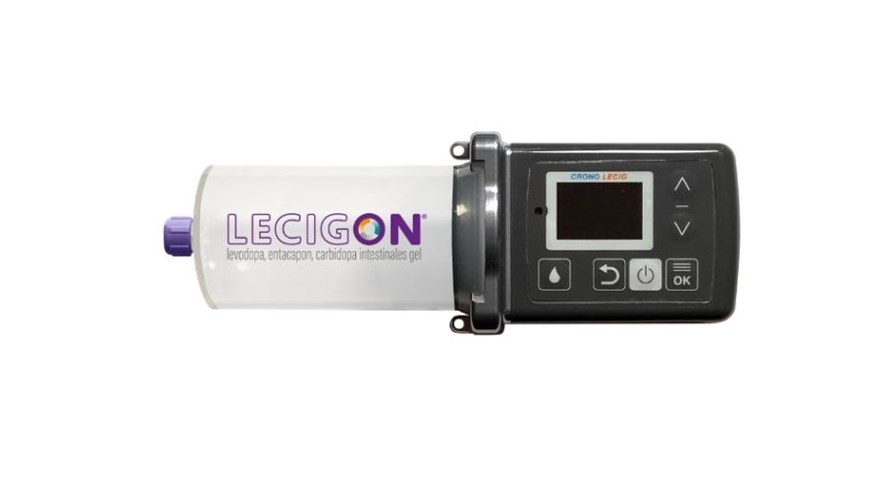 LECIGON®
levodopa, entacapon, carbidopa intestinales gel
CRONO LECIG
OK